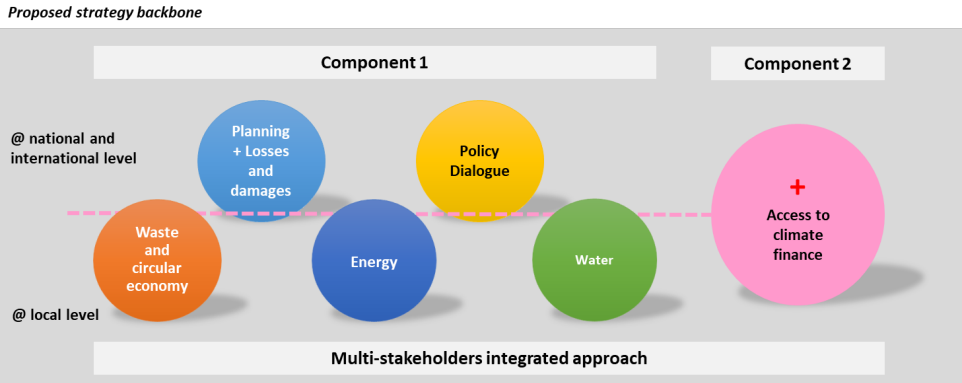 Proposed strategy backbone
Component 1
Component 2
@ national and
international level
Planning
+ Losses
and
damages
Policy
Dialogue
+
Access to
climate
finance
Waste
and
circular
economy
Energy
Water
@ local level
Multi-stakeholders integrated approach